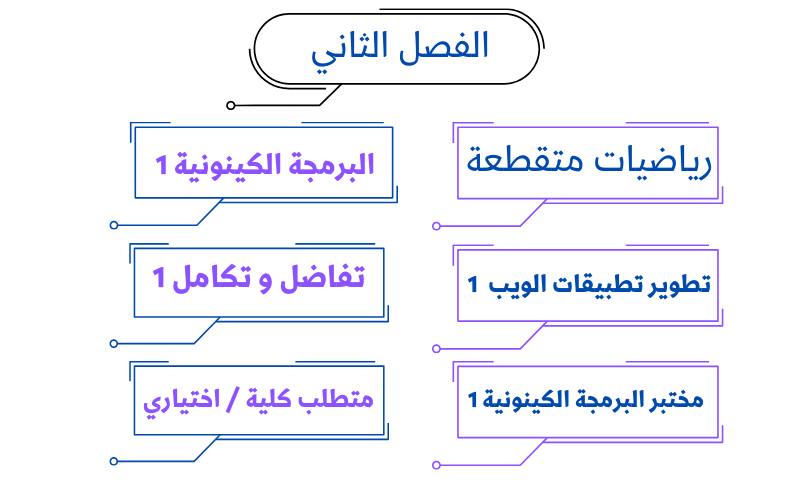 الفصل الثاني
رياضيات متقطعة
البرمجة الكينونية 1
تطوير تطبيقات الويب 1
تفاضل و تكامل 1
مختبر البرمجة الكينونية 1
متطلب كلية / اختياري